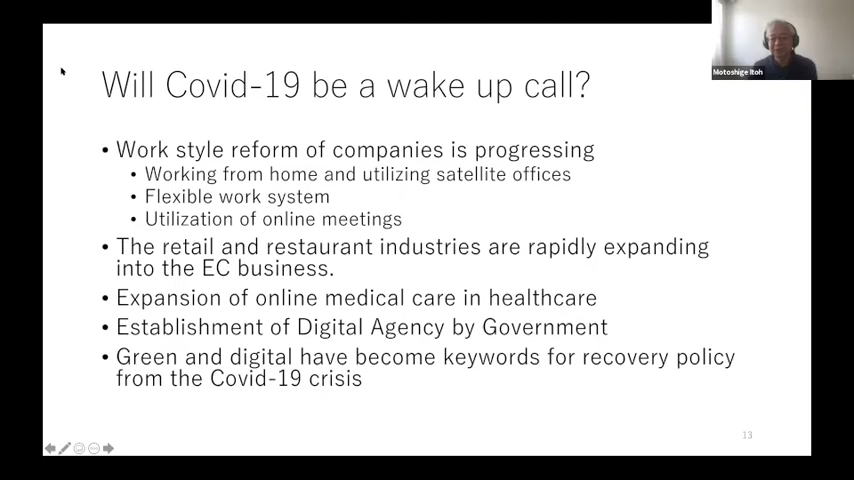 Motoshige Itoh
Will Covid-19 be a wake up call?
• Work style reform of companies is progressing
• Working from home and utilizing satellite offices
• Flexible work system
• Utilization of online meetings
• The retail and restaurant industries are rapidly expanding
into the EC business.
• Expansion of online medical care in healthcare
• Establishment of Digital Agency by Government
• Green and digital have become keywords for recovery policy
from the Covid-19 crisis
13